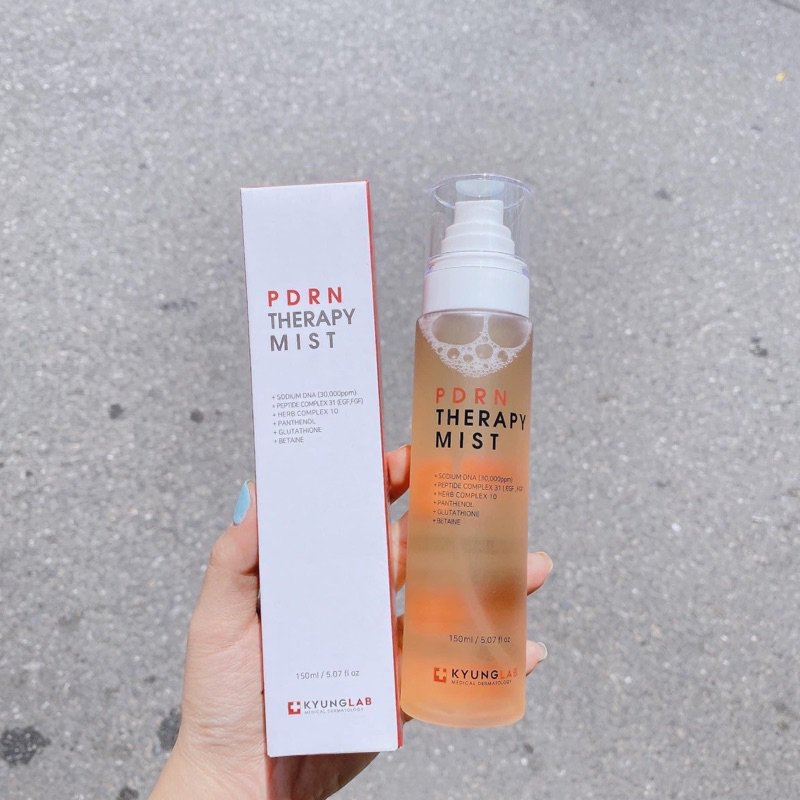 PDRN
THERAPY
MIST
+ SODIUM DNA (30,000ppm)
+ PEPTIDE COMPLEX 31 (EGF,FGF)
+ HERB COMPLEX 10
+ PANTHENOL
+ GLUTATHIONE
+ BETAINE
150ml / 5.07 fl oz
KYUNGLAB
MEDICAL DERMATOLOGY
PDRN
THERAPY
MIST
+ SODIUM DNA (30,000ppm)
+ PEPTIDE COMPLEX 31 (EGF,FGF
+ HERB COMPLEX 10
+ PANTHENOL
+ GLUTATHIONE
+ BETAINE
150ml / 5.07 fl oz
KYUNGLAB
MEDICAL DERMATOLOGY